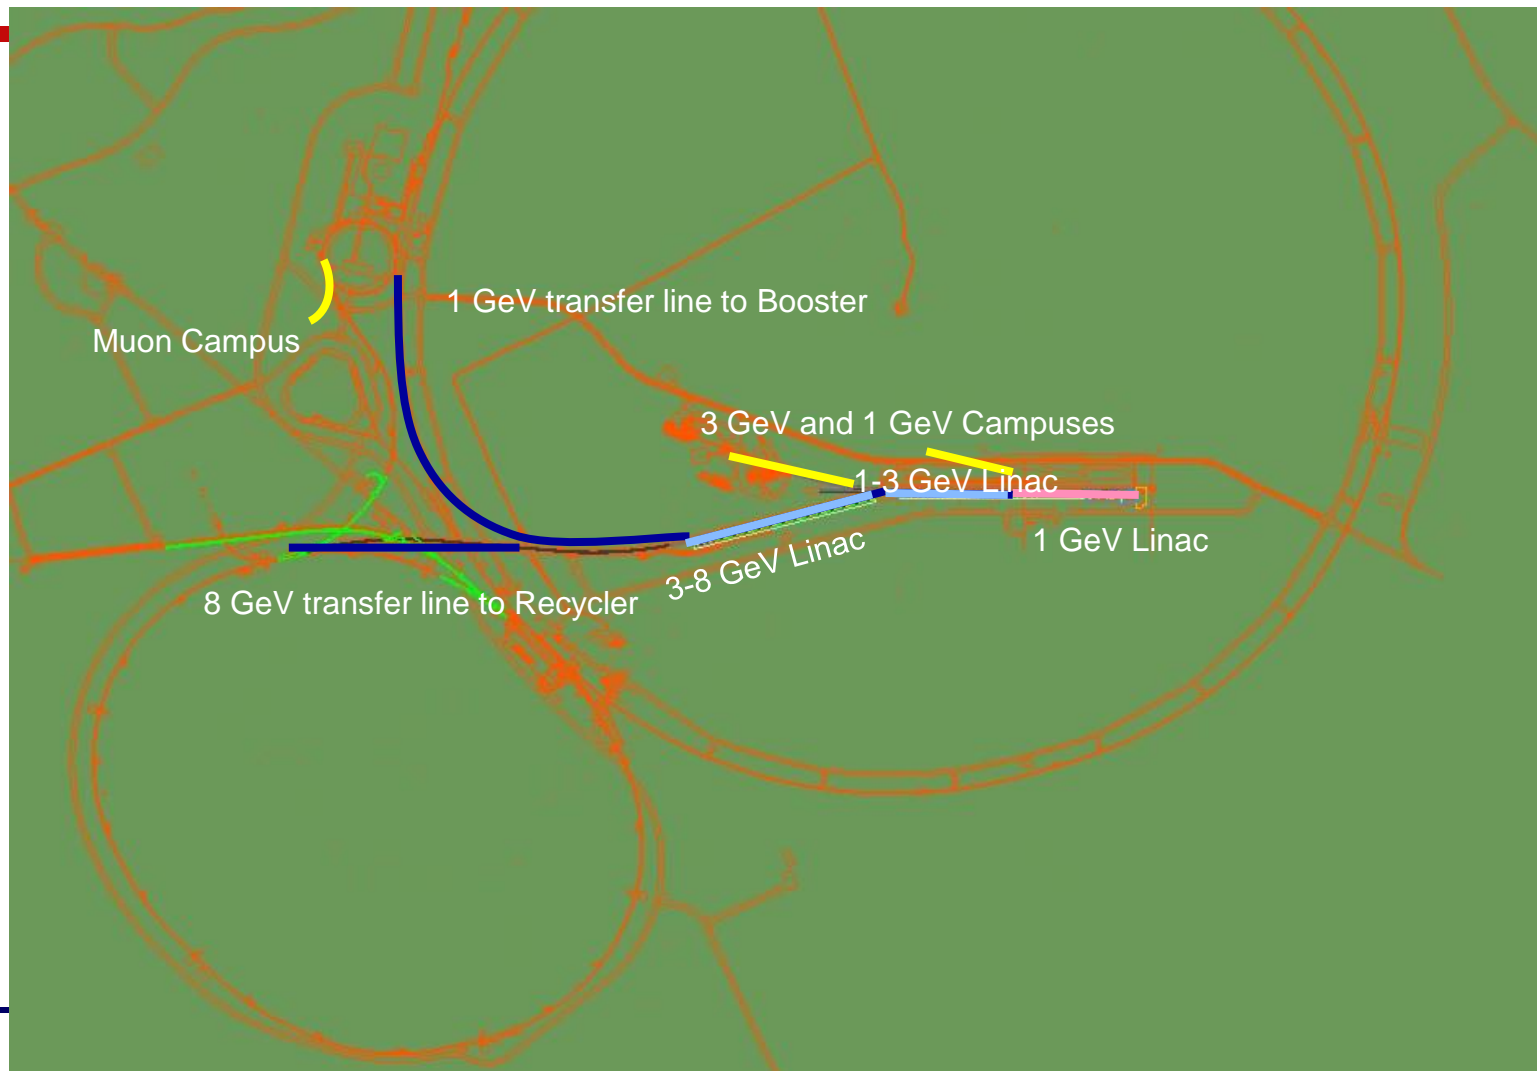 1 GeV transfer line to Booster
Muon Campus
3 GeV and 1 GeV Campuses
1-3 GeV Linac
1 GeV Linac
3-8 GeV Linac
8 GeV transfer line to Recycler